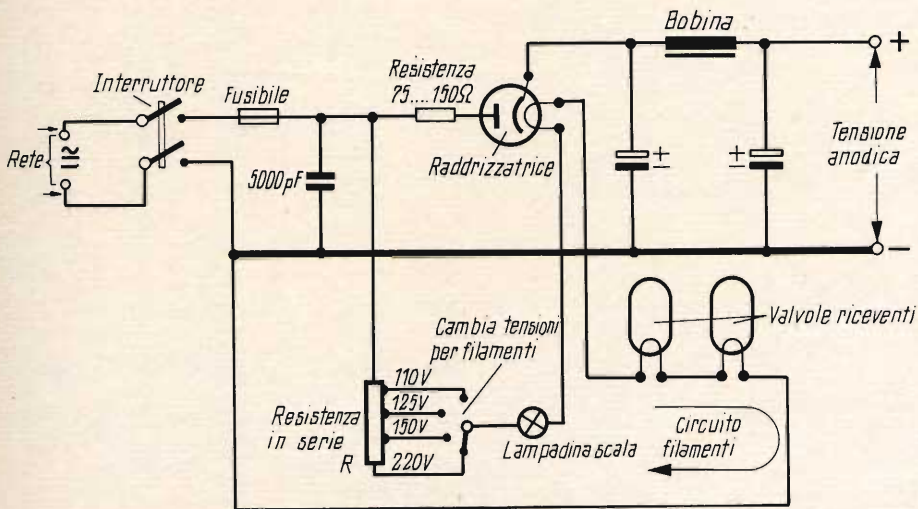 Bobina
+
Interruttore
Fusibile
Resistenza
75....150Ω
Rete
Raddrizzatrice
5000pF
+
−
+
−
Tensione
anodica
−
Valvole riceventi
Cambia tensioni
per filamenti
110V
125V
150V
220V
Resistenza
in serie
R
Lampadina scala
Circuito
filamenti